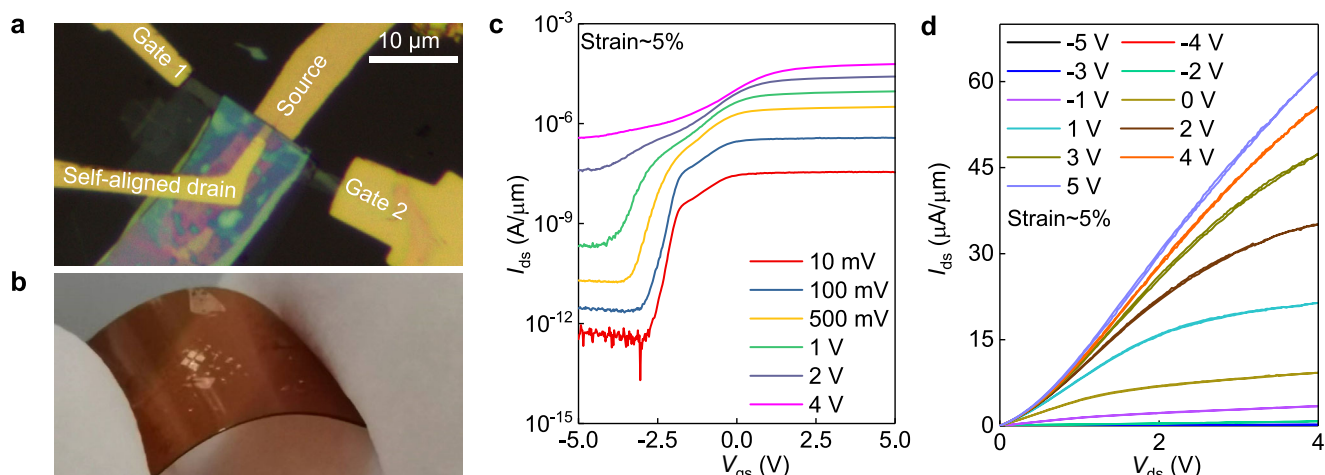 a
10 µm
Gate 1
Source
Self-aligned drain
Gate 2
b
c
Strain~5%
10⁻³
10⁻⁶
10⁻⁹
10⁻¹²
10⁻¹⁵
I_ds (A/µm)
10 mV
100 mV
500 mV
1 V
2 V
4 V
-5.0 -2.5 0.0 2.5 5.0
V_gs (V)
d
-5 V -4 V
-3 V -2 V
-1 V 0 V
1 V 2 V
3 V 4 V
5 V
Strain~5%
60
45
30
15
0
I_ds (µA/µm)
0 2 4
V_ds (V)